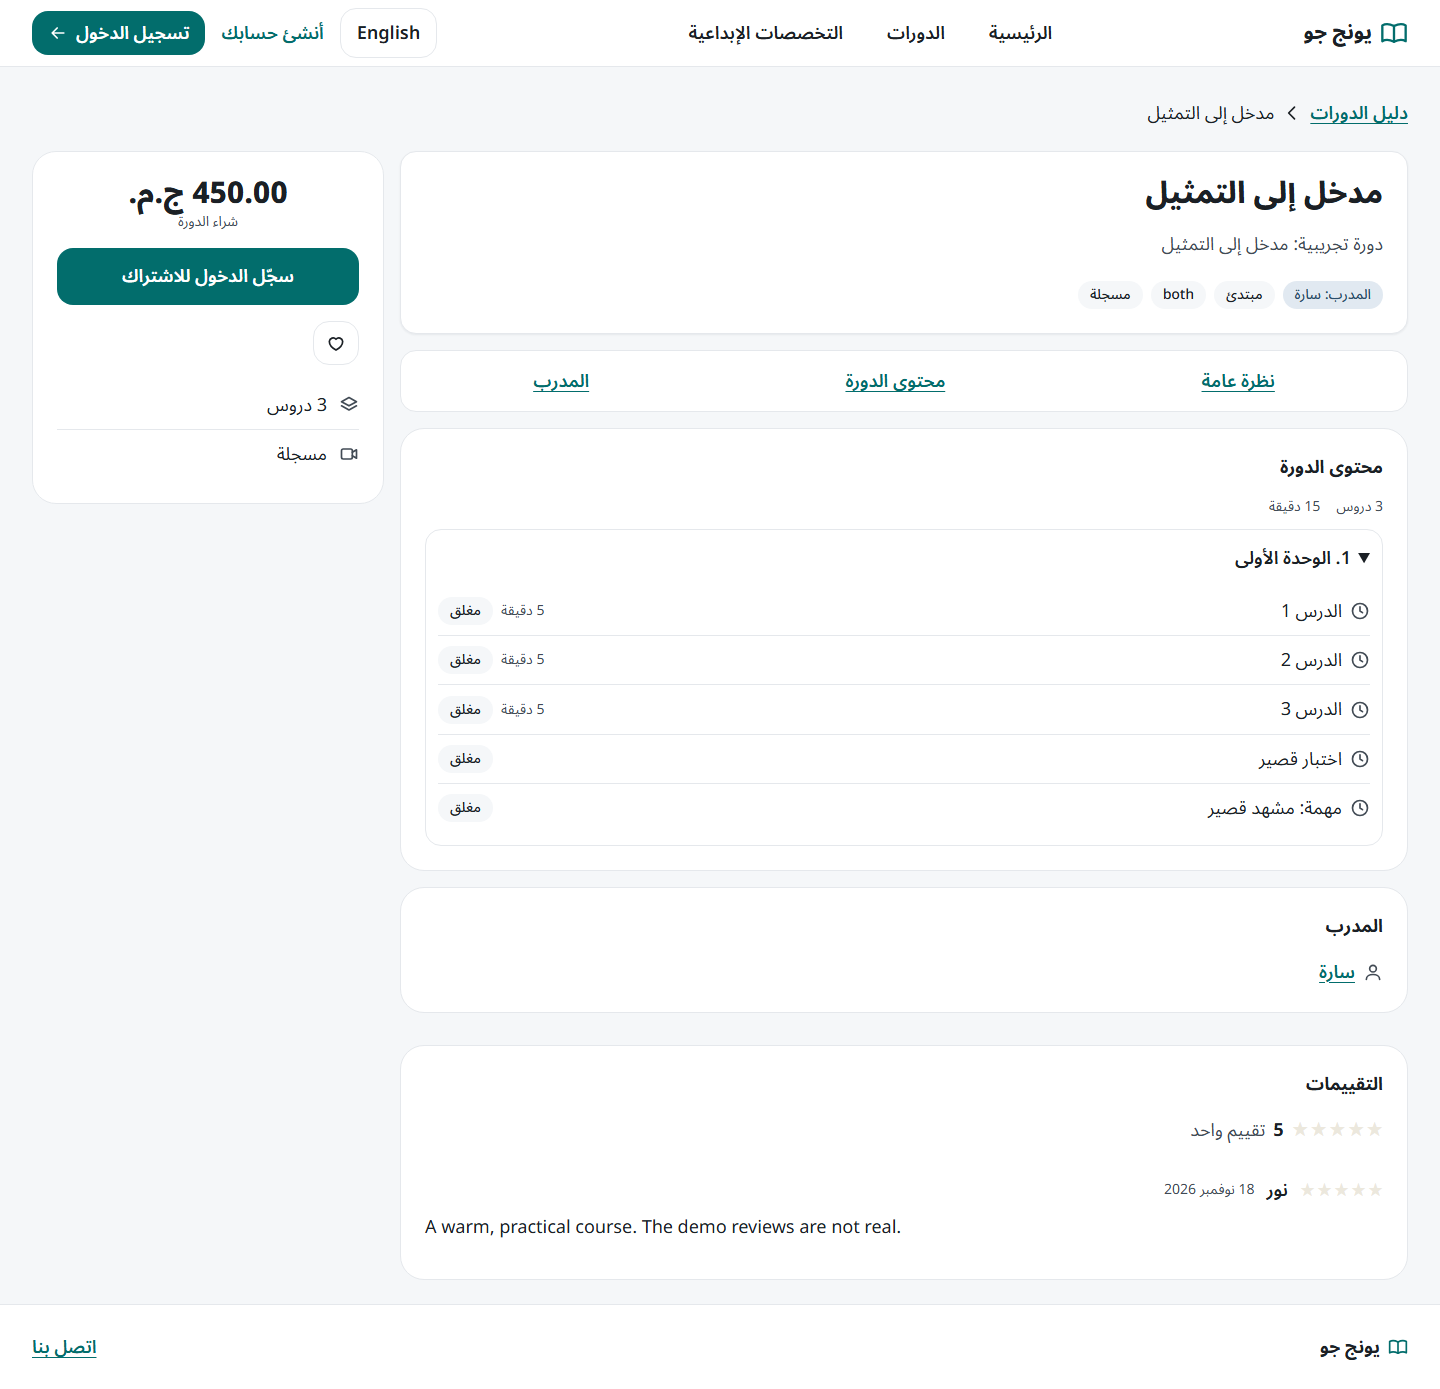 يونج جو
الرئيسية
الدورات
التخصصات الإبداعية
English
أنشئ حسابك
تسجيل الدخول
دليل الدورات
مدخل إلى التمثيل
مدخل إلى التمثيل
دورة تجريبية: مدخل إلى التمثيل
المدرب: سارة
مبتدئ
both
مسجلة
450.00 ج.م.
شراء الدورة
سجّل الدخول للاشتراك
3 دروس
مسجلة
نظرة عامة
محتوى الدورة
المدرب
محتوى الدورة
3 دروس 15 دقيقة
1. الوحدة الأولى
الدرس 1 5 دقيقة مغلق
الدرس 2 5 دقيقة مغلق
الدرس 3 5 دقيقة مغلق
اختبار قصير مغلق
مهمة: مشهد قصير مغلق
المدرب
سارة
التقييمات
5 تقييم واحد
نور 18 نوفمبر 2026
A warm, practical course. The demo reviews are not real.
يونج جو
اتصل بنا